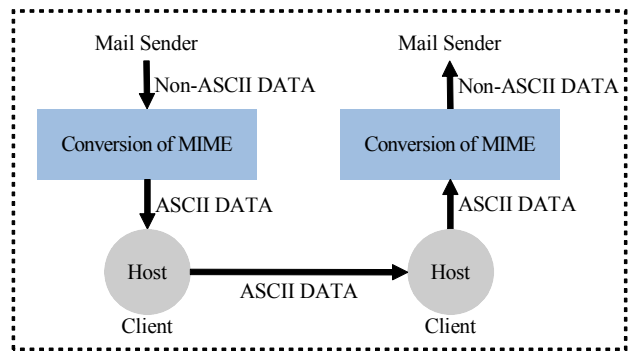 Mail Sender
Non-ASCII DATA
Conversion of MIME
ASCII DATA
Host
Client
ASCII DATA
Mail Sender
Non-ASCII DATA
Conversion of MIME
ASCII DATA
Host
Client